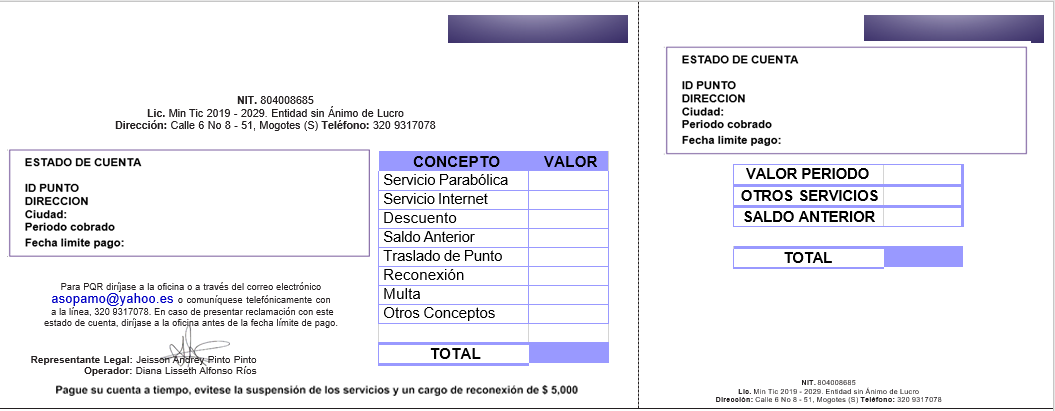 NIT. 804008685
Lic. Min Tic 2019 - 2029. Entidad sin Ánimo de Lucro
Dirección: Calle 6 No 8 - 51, Mogotes (S) Teléfono: 320 9317078
ESTADO DE CUENTA
ID PUNTO
DIRECCION
Ciudad:
Periodo cobrado
Fecha limite pago:
CONCEPTO VALOR
Servicio Parabólica
Servicio Internet
Descuento
Saldo Anterior
Traslado de Punto
Reconexión
Multa
Otros Conceptos
TOTAL
Para PQR diríjase a la oficina o a través del correo electrónico
asopamo@yahoo.es o comuníquese telefónicamente con
a la línea, 320 9317078. En caso de presentar reclamación con este
estado de cuenta, diríjase a la oficina antes de la fecha límite de pago.
Representante Legal: Jeisson Andrey Pinto Pinto
Operador: Diana Lisseth Alfonso Ríos
Pague su cuenta a tiempo, evitese la suspensión de los servicios y un cargo de reconexión de $ 5,000
ESTADO DE CUENTA
ID PUNTO
DIRECCION
Ciudad:
Periodo cobrado
Fecha limite pago:
VALOR PERIODO
OTROS SERVICIOS
SALDO ANTERIOR
TOTAL
NIT. 804008685
Lic. Min Tic 2019 - 2029. Entidad sin Ánimo de Lucro
Dirección: Calle 6 No 8 - 51, Mogotes (S) Teléfono: 320 9317078